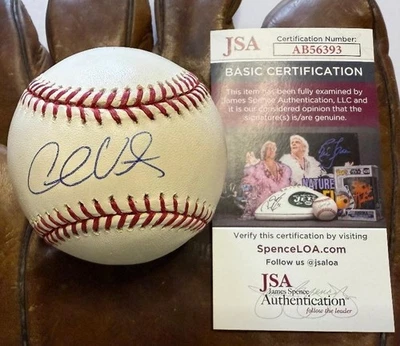 JSA
Certification Number:
AB56393
BASIC CERTIFICATION
This item has been fully examined by
James Spence Authentication, LLC and
it is our considered opinion that the
signature(s) is/are genuine.
NATURE
Verify this certification by visiting
SpenceLOA.com
Follow us @jsaloa
JSA
James Spence
Authentication
follow the leader